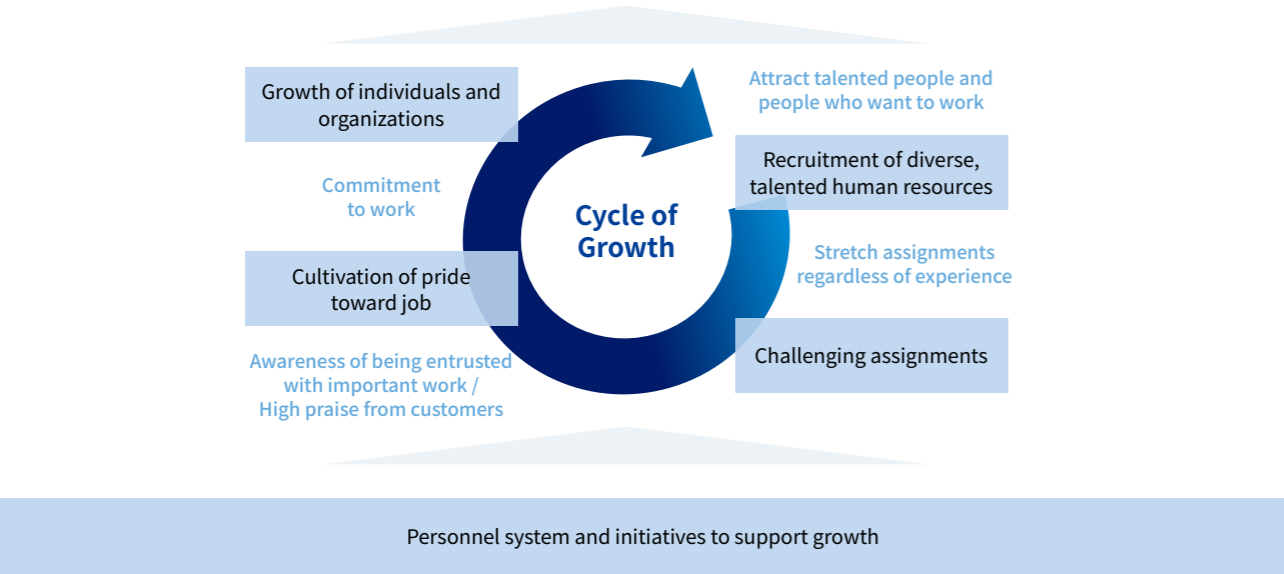 Growth of individuals and
organizations
Commitment
to work
Cultivation of pride
toward job
Awareness of being entrusted
with important work /
High praise from customers
Cycle of
Growth
Attract talented people and
people who want to work
Recruitment of diverse,
talented human resources
Stretch assignments
regardless of experience
Challenging assignments
Personnel system and initiatives to support growth